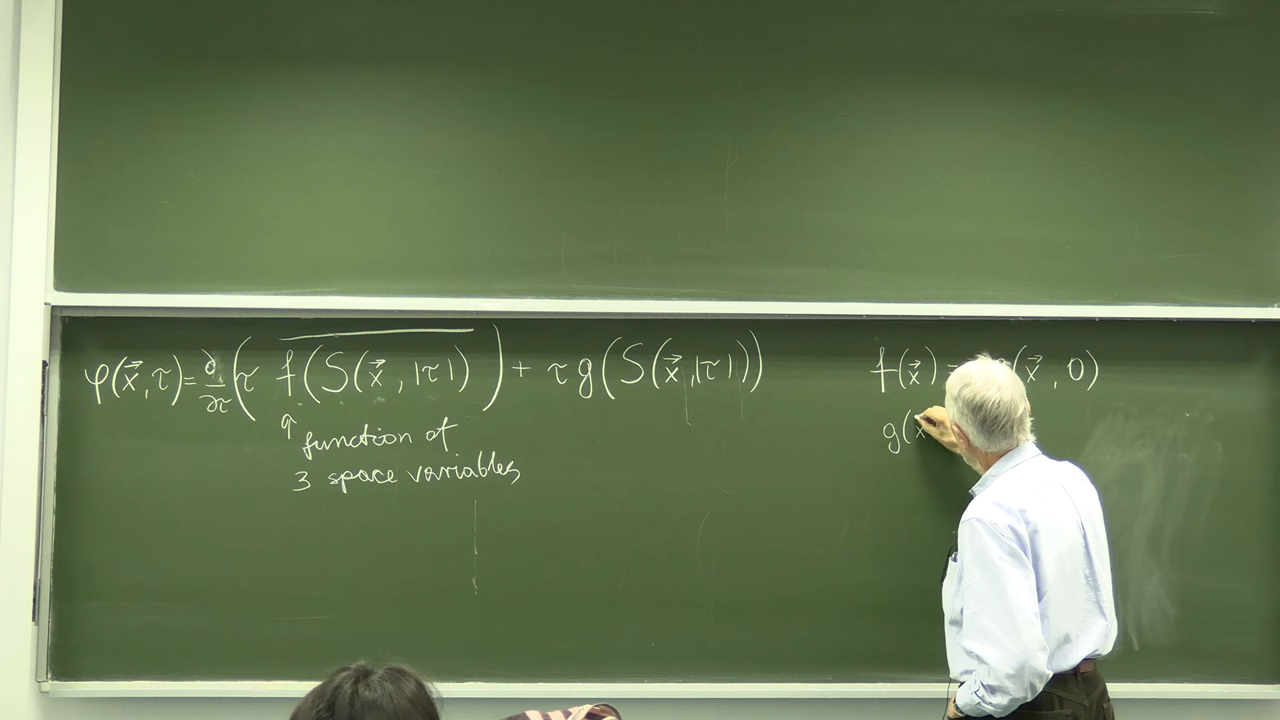 φ(x⃗, τ) = ∂/∂τ (τ f(S(x⃗, |τ|))) + τ g(S(x⃗, |τ|))
function of
3 space variables
f(x⃗) = (x⃗, 0)
g(x